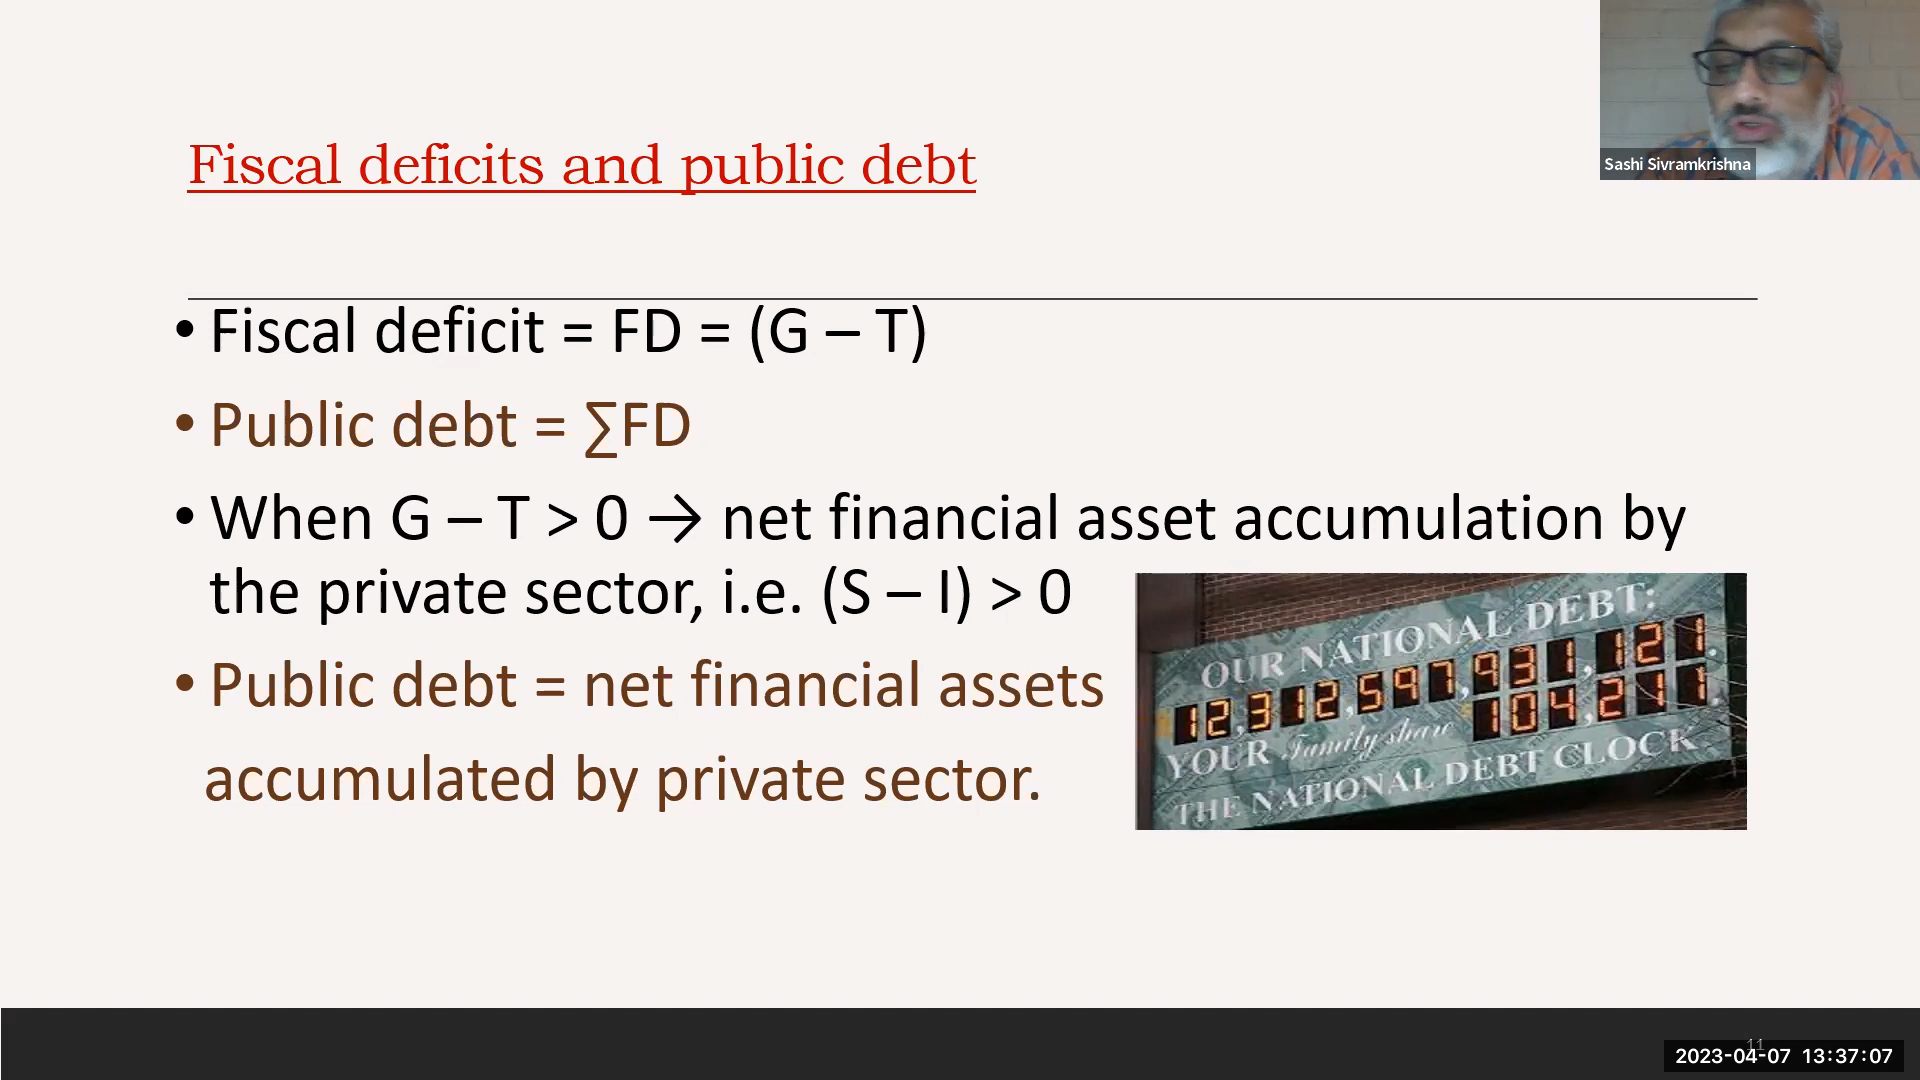 Fiscal deficits and public debt
Sashi Sivramkrishna
• Fiscal deficit = FD = (G – T)
• Public debt = ∑FD
• When G – T > 0 → net financial asset accumulation by
the private sector, i.e. (S – I) > 0
• Public debt = net financial assets
accumulated by private sector.
OUR NATIONAL DEBT:
12,312,597,931,121.
YOUR Family share 104,211.
THE NATIONAL DEBT CLOCK
11
2023-04-07 13:37:07